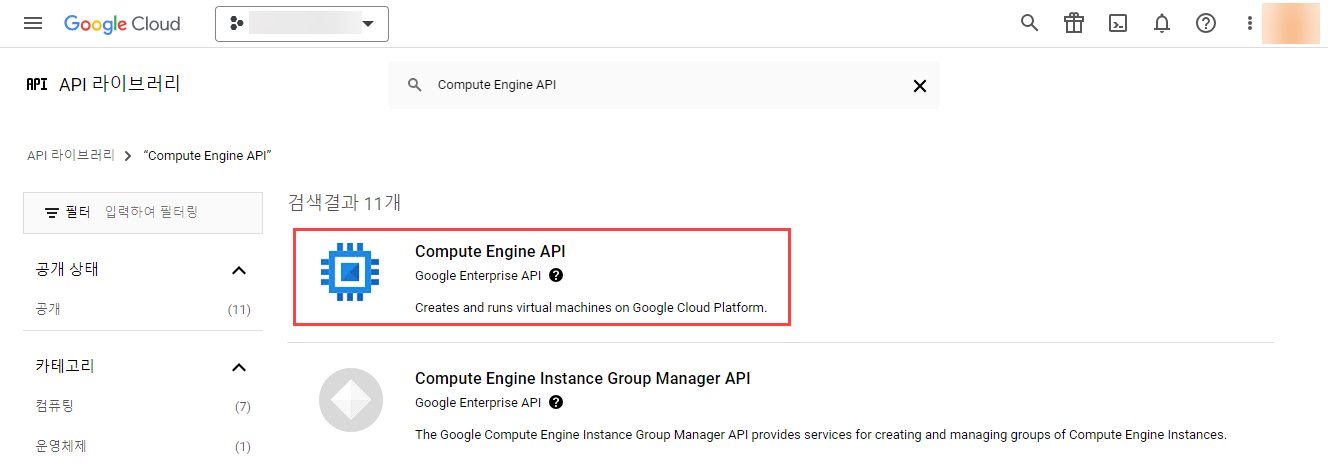 Google Cloud
API API 라이브러리
Compute Engine API
API 라이브러리 “Compute Engine API”
필터 입력하여 필터링
검색결과 11개
공개 상태
공개 (11)
카테고리
컴퓨팅 (7)
운영체제 (1)
Compute Engine API
Google Enterprise API ?
Creates and runs virtual machines on Google Cloud Platform.
Compute Engine Instance Group Manager API
Google Enterprise API ?
The Google Compute Engine Instance Group Manager API provides services for creating and managing groups of Compute Engine Instances.